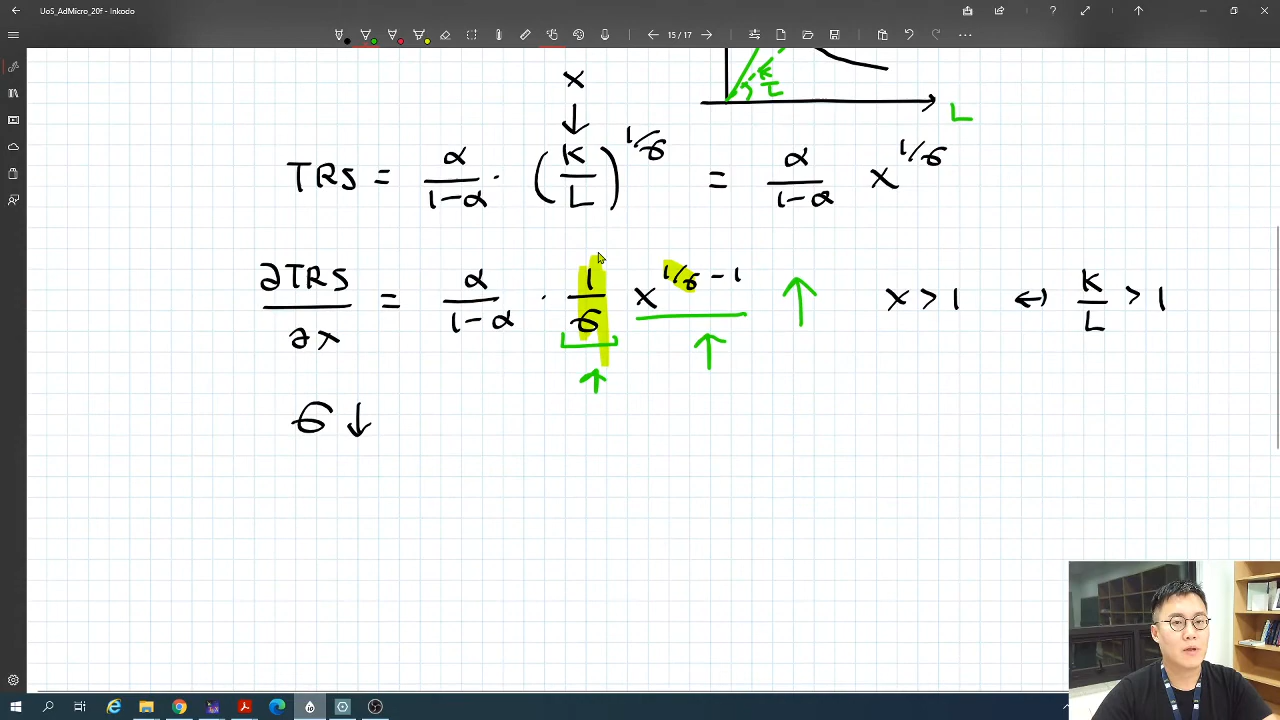 UoS_AdMicro_20F - Inkodo
15/17
x
↓
K/L
L
TRS = α/(1-α) · (K/L)^(1/σ) = α/(1-α) x^(1/σ)
∂TRS/∂x = α/(1-α) · 1/σ x^(1/σ - 1) ↑ x > 1 ↔ K/L > 1
↑ ↑
σ ↓